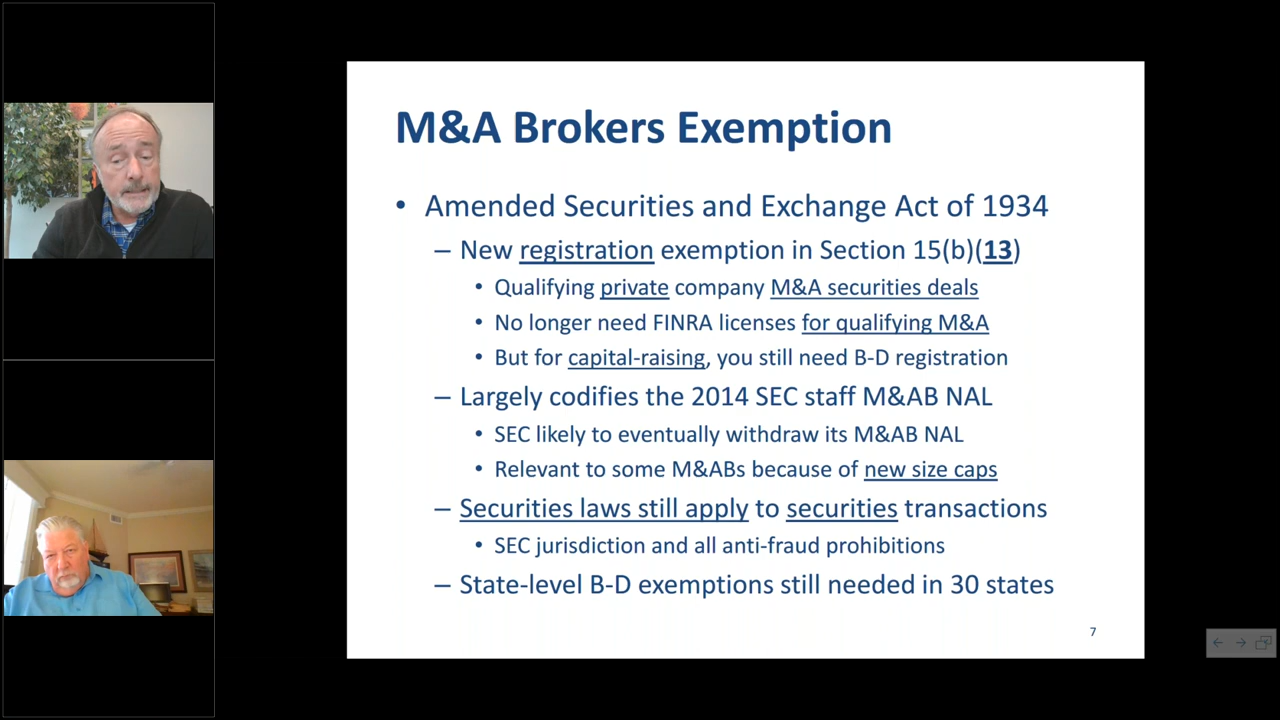 M&A Brokers Exemption
• Amended Securities and Exchange Act of 1934
– New registration exemption in Section 15(b)(13)
• Qualifying private company M&A securities deals
• No longer need FINRA licenses for qualifying M&A
• But for capital-raising, you still need B-D registration
– Largely codifies the 2014 SEC staff M&AB NAL
• SEC likely to eventually withdraw its M&AB NAL
• Relevant to some M&ABs because of new size caps
– Securities laws still apply to securities transactions
• SEC jurisdiction and all anti-fraud prohibitions
– State-level B-D exemptions still needed in 30 states
7